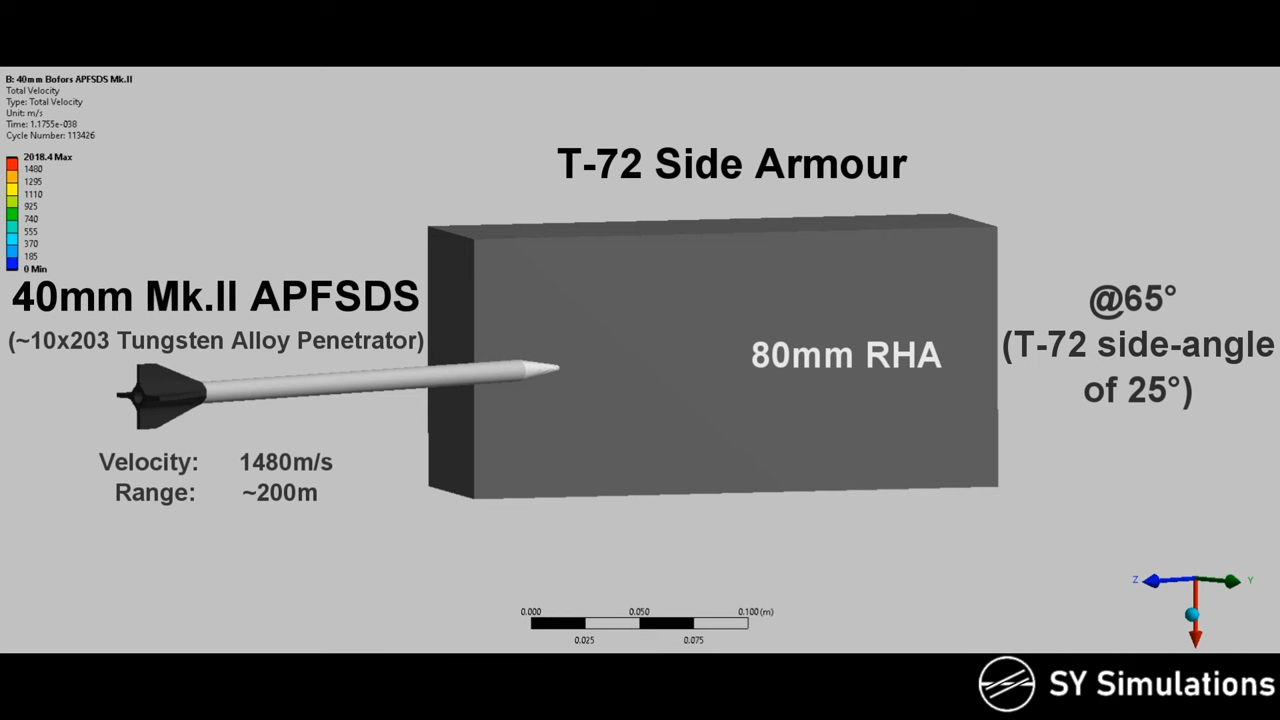 B: 40mm Bofors APFSDS Mk.II
Total Velocity
Type: Total Velocity
Unit: m/s
Time: 1.1755e-038
Cycle Number: 113426
2018.4 Max
1480
1295
1110
925
740
555
370
185
0 Min
T-72 Side Armour
40mm Mk.II APFSDS
(~10x203 Tungsten Alloy Penetrator)
80mm RHA
@65°
(T-72 side-angle
of 25°)
Velocity: 1480m/s
Range: ~200m
Z
Y
0.000 0.050 0.100 (m)
0.025 0.075
SY Simulations